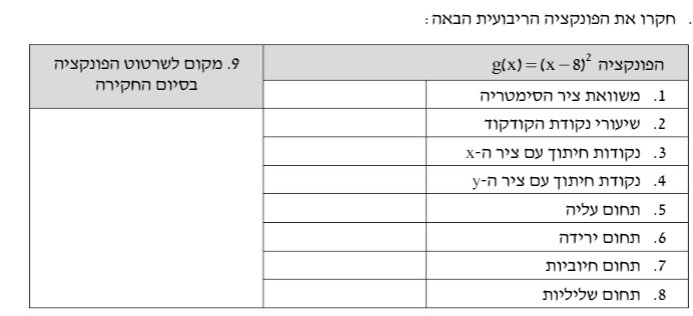 . חקרו את הפונקציה הריבועית הבאה:
הפונקציה g(x) = (x − 8)²
9. מקום לשרטוט הפונקציה
בסיום החקירה
1. משוואת ציר הסימטריה
2. שיעורי נקודת הקודקוד
3. נקודות חיתוך עם ציר ה-x
4. נקודת חיתוך עם ציר ה-y
5. תחום עליה
6. תחום ירידה
7. תחום חיוביות
8. תחום שליליות